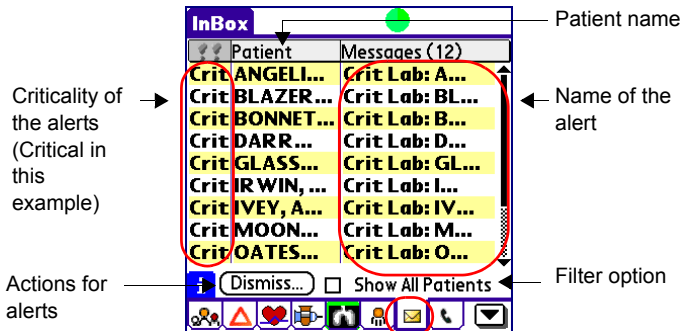 InBox
Patient name
Patient Messages (12)
Crit ANGELI... Crit Lab: A...
Crit BLAZER... Crit Lab: BL...
Crit BONNET... Crit Lab: B...
Crit DARR... Crit Lab: D...
Crit GLASS... Crit Lab: GL...
Crit IRWIN, ... Crit Lab: I...
Crit IVEY, A... Crit Lab: IV...
Crit MOON... Crit Lab: M...
Crit OATES... Crit Lab: O...
Criticality of
the alerts
(Critical in
this
example)
Name of the
alert
Actions for
alerts
i Dismiss... Show All Patients
Filter option